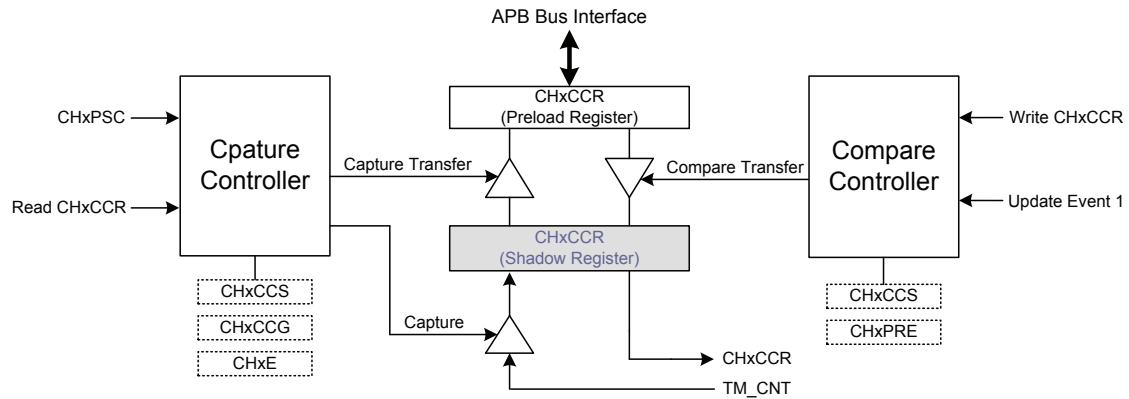 APB Bus Interface
CHxCCR
(Preload Register)
CHxPSC
Cpature
Controller
Read CHxCCR
Capture Transfer
Compare Transfer
Compare
Controller
Write CHxCCR
Update Event 1
CHxCCR
(Shadow Register)
CHxCCS
CHxCCG
CHxE
Capture
CHxCCS
CHxPRE
CHxCCR
TM_CNT